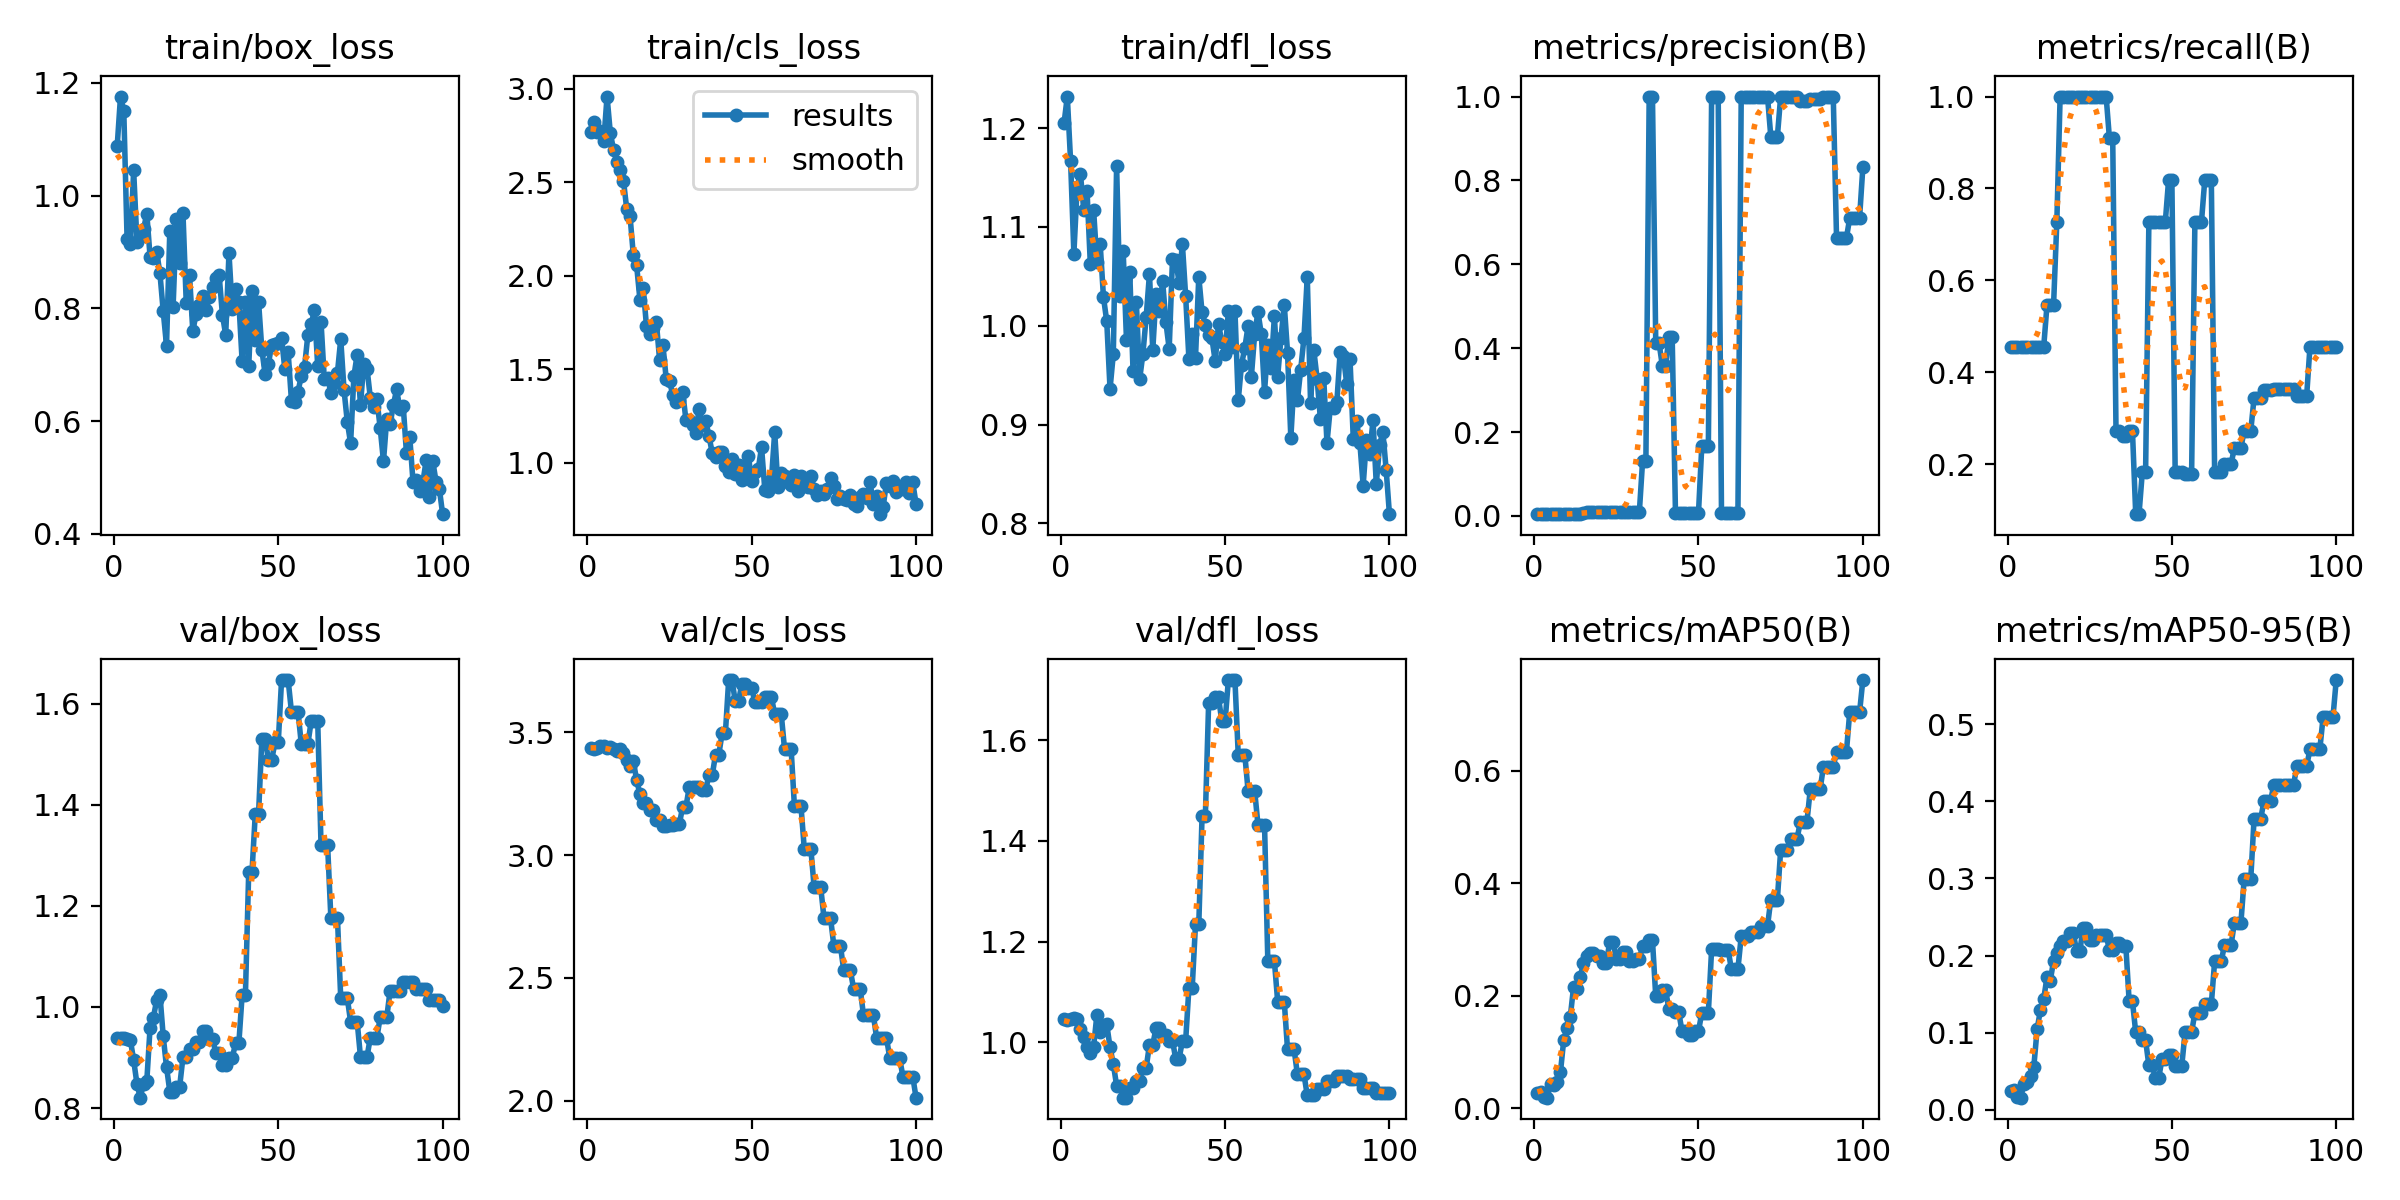 train/box_loss
1.2
1.0
0.8
0.6
0.4
0 50 100
train/cls_loss
results
smooth
3.0
2.5
2.0
1.5
1.0
0 50 100
train/dfl_loss
1.2
1.1
1.0
0.9
0.8
0 50 100
metrics/precision(B)
1.0
0.8
0.6
0.4
0.2
0.0
0 50 100
metrics/recall(B)
1.0
0.8
0.6
0.4
0.2
0 50 100
val/box_loss
1.6
1.4
1.2
1.0
0.8
0 50 100
val/cls_loss
3.5
3.0
2.5
2.0
0 50 100
val/dfl_loss
1.6
1.4
1.2
1.0
0 50 100
metrics/mAP50(B)
0.6
0.4
0.2
0.0
0 50 100
metrics/mAP50-95(B)
0.5
0.4
0.3
0.2
0.1
0.0
0 50 100